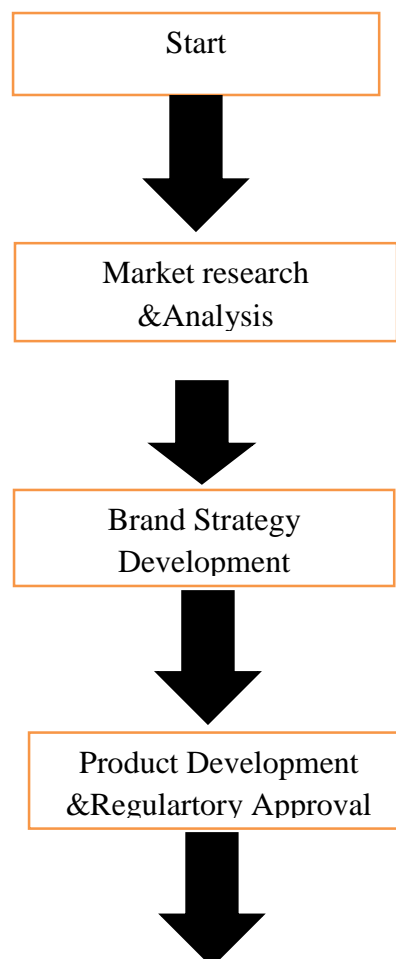 Start
Market research
&Analysis
Brand Strategy
Development
Product Development
&Regulartory Approval